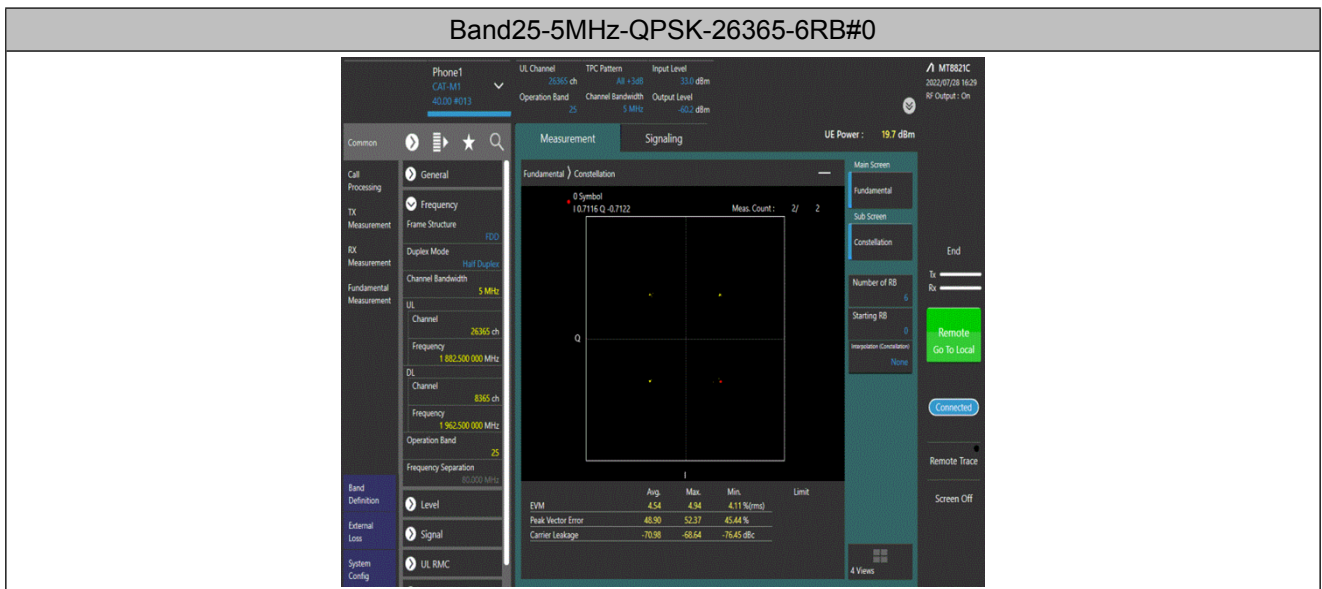 Band25-5MHz-QPSK-26365-6RB#0
Phone1
CAT-M1
40.00 #013
UL Channel TPC Pattern Input Level
26365 ch All +3dB 33.0 dBm
Operation Band Channel Bandwidth Output Level
25 5 MHz -60.2 dBm
MT8821C
2022/07/28 16:29
RF Output : On
Common
Call
Processing
TX
Measurement
RX
Measurement
Fundamental
Measurement
Band
Definition
External
Loss
System
Config
General
Frequency
Frame Structure
FDD
Duplex Mode
Half Duplex
Channel Bandwidth
5 MHz
UL
Channel
26365 ch
Frequency
1 882.500 000 MHz
DL
Channel
8365 ch
Frequency
1 962.500 000 MHz
Operation Band
25
Frequency Separation
80.000 MHz
Level
Signal
UL RMC
Measurement Signaling
UE Power : 19.7 dBm
Fundamental Constellation
0 Symbol
I 0.7116 Q -0.7122 Meas. Count : 2/ 2
Q
I
Avg. Max. Min. Limit
EVM 4.54 4.94 4.11 %(rms)
Peak Vector Error 48.90 52.37 45.44 %
Carrier Leakage -70.98 -68.64 -76.45 dBc
Main Screen
Fundamental
Sub Screen
Constellation
Number of RB
6
Starting RB
0
Interpolation (Constellation)
None
4 Views
End
Tx
Rx
Remote
Go To Local
Connected
Remote Trace
Screen Off